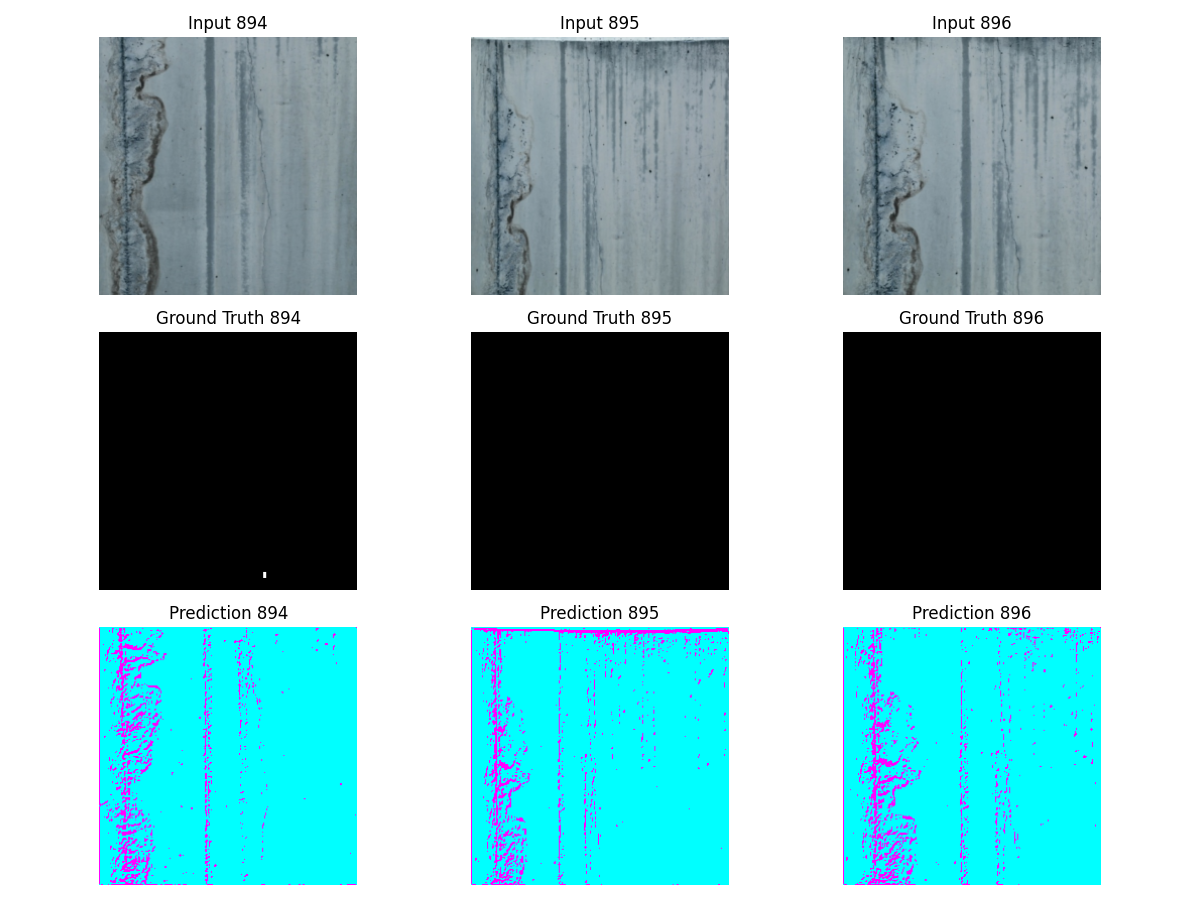 Input 894
Input 895
Input 896
Ground Truth 894
Ground Truth 895
Ground Truth 896
Prediction 894
Prediction 895
Prediction 896